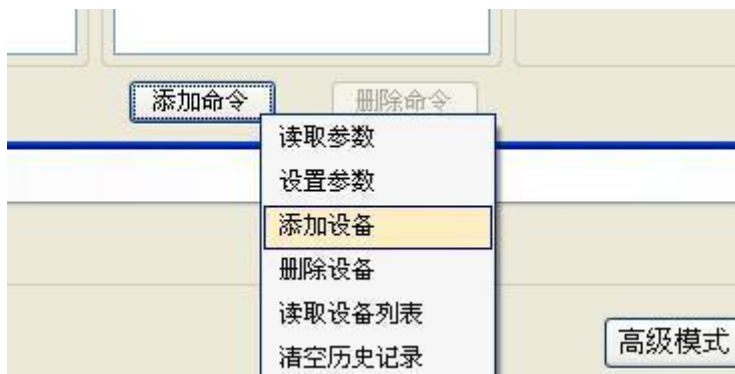 添加命令 删除命令
读取参数
设置参数
添加设备
删除设备
读取设备列表
高级模式
清空历史记录